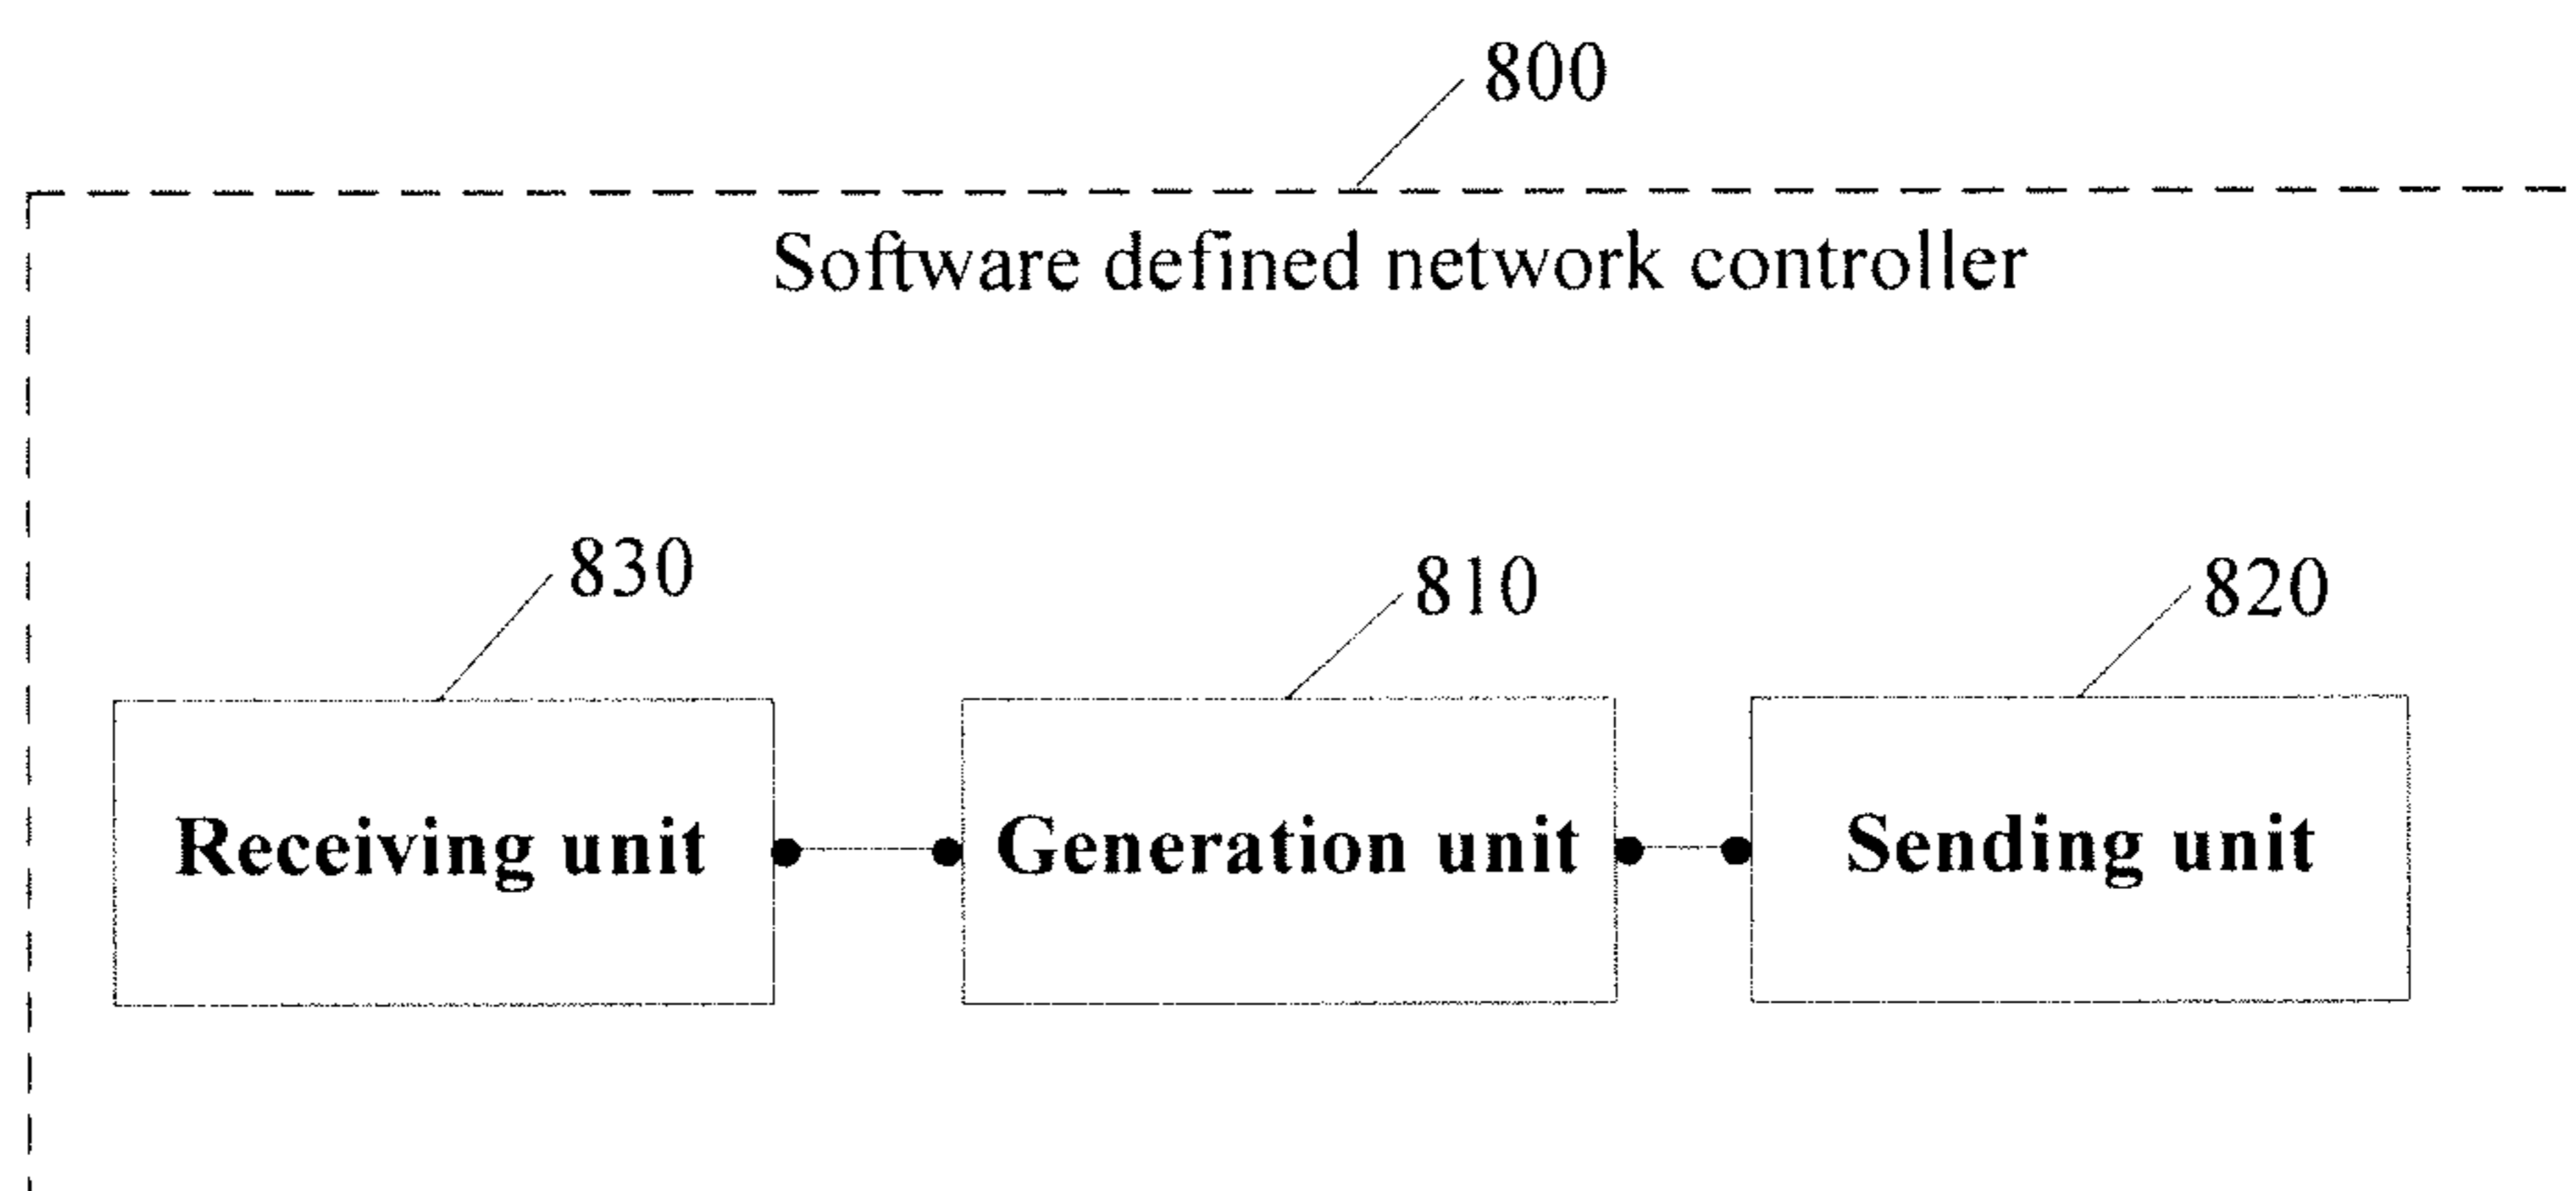 800
Software defined network controller
830
810
820
Receiving unit
Generation unit
Sending unit